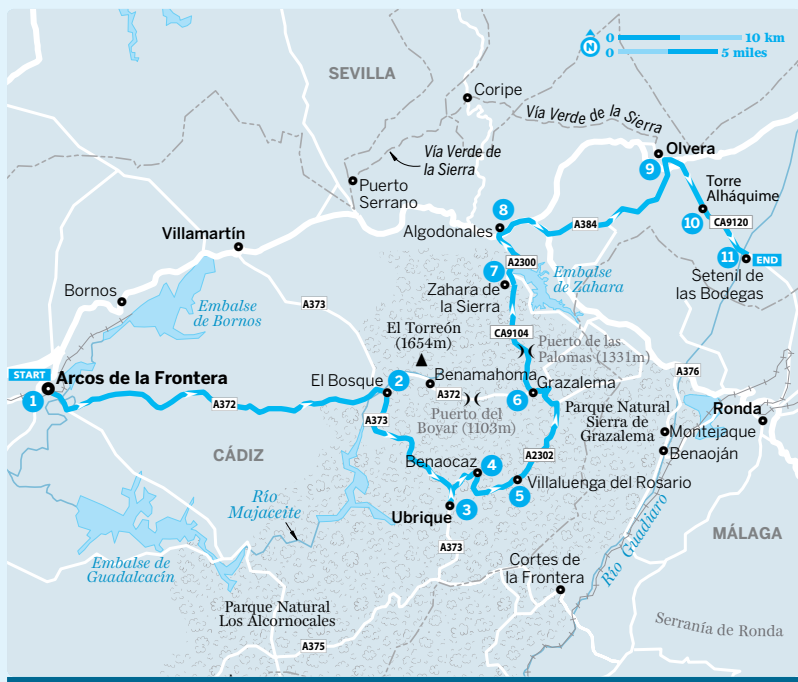 0 10 km
N 0 5 miles
SEVILLA
Coripe
Vía Verde de la Sierra
Vía Verde de
la Sierra
Olvera
9
Puerto
Serrano
Torre
Alháquime
10
CA9120
8
A384
Algodonales
Villamartín
11
END
Setenil de
las Bodegas
A2300
7
Embalse
de Zahara
Zahara de
la Sierra
Bornos
Embalse
de Bornos
A373
El Torreón
(1654m)
CA9104
Puerto de las
Palomas (1331m)
START
Arcos de la Frontera
1
A372
El Bosque
2
Benamahoma
A372
Puerto del
Boyar (1103m)
6
Grazalema
A376
Parque Natural
Sierra de
Grazalema
Ronda
Montejaque
Benaoján
A373
CÁDIZ
A2302
Benaocaz
4
5
Villaluenga del Rosario
3
Ubrique
Río
Majaceite
Embalse de
Guadalcacín
A373
Río Guadiaro
MÁLAGA
Cortes de
la Frontera
Parque Natural
Los Alcornocales
A375
Serranía de Ronda